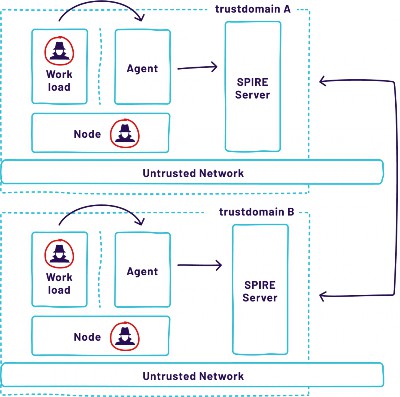 trustdomain A
Work
load
Agent
SPIRE
Server
Node
Untrusted Network
trustdomain B
Work
load
Agent
SPIRE
Server
Node
Untrusted Network